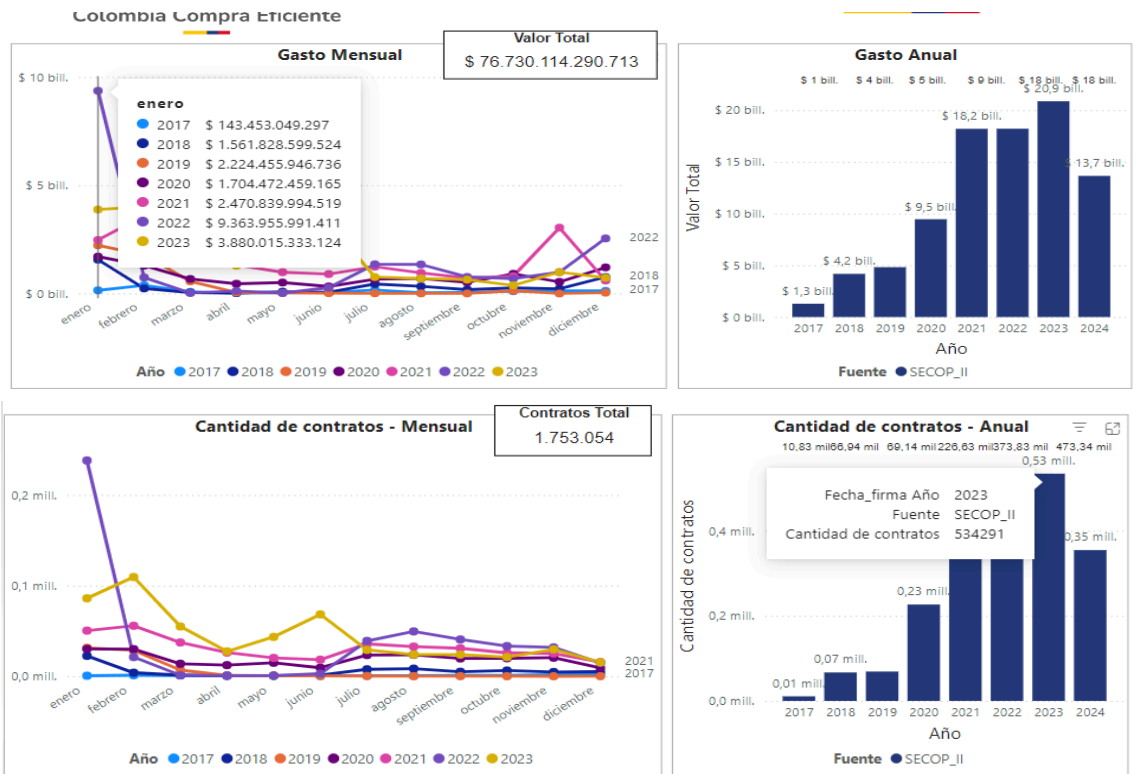 Colombia Compra Eficiente
Gasto Mensual
Valor Total
$ 76.730.114.290.713
$ 10 bill.
$ 5 bill.
$ 0 bill.
enero
2017 $ 143.453.049.297
2018 $ 1.561.828.599.524
2019 $ 2.224.455.946.736
2020 $ 1.704.472.459.165
2021 $ 2.470.839.994.519
2022 $ 9.363.955.991.411
2023 $ 3.880.015.333.124
2022
2018
2017
enero febrero marzo abril mayo junio julio agosto septiembre octubre noviembre diciembre
Año 2017 2018 2019 2020 2021 2022 2023
Gasto Anual
$ 1 bill. $ 4 bill. $ 5 bill. $ 9 bill. $ 18 bill. $ 18 bill.
Valor Total
$ 20 bill.
$ 15 bill.
$ 10 bill.
$ 5 bill.
$ 0 bill.
$ 1,3 bill.
$ 4,2 bill.
$ 9,5 bill.
$ 18,2 bill.
$ 20,9 bill.
13,7 bill.
2017 2018 2019 2020 2021 2022 2023 2024
Año
Fuente SECOP_II
Cantidad de contratos - Mensual
Contratos Total
1.753.054
0,2 mill.
0,1 mill.
0,0 mill.
2021
2017
enero febrero marzo abril mayo junio julio agosto septiembre octubre noviembre diciembre
Año 2017 2018 2019 2020 2021 2022 2023
Cantidad de contratos - Anual
10,83 mil 66,94 mil 69,14 mil 226,63 mil 373,83 mil 473,34 mil
Cantidad de contratos
0,4 mill.
0,2 mill.
0,0 mill.
0,01 mill.
0,07 mill.
0,23 mill.
0,53 mill.
0,35 mill.
Fecha_firma Año 2023
Fuente SECOP_II
Cantidad de contratos 534291
2017 2018 2019 2020 2021 2022 2023 2024
Año
Fuente SECOP_II